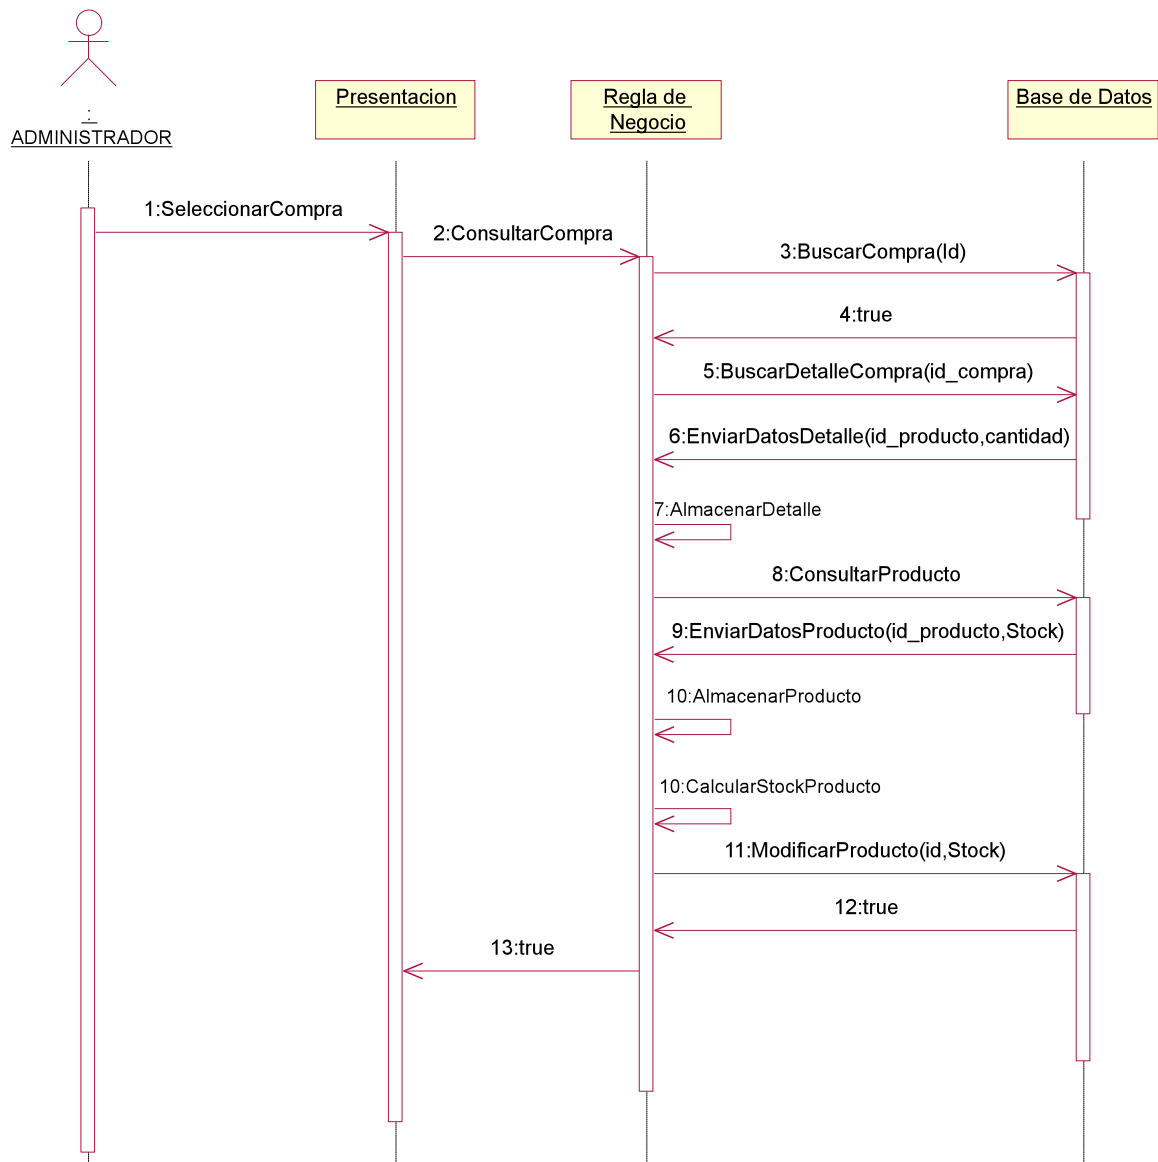 :
ADMINISTRADOR
Presentacion
Regla de
Negocio
Base de Datos
1:SeleccionarCompra
2:ConsultarCompra
3:BuscarCompra(Id)
4:true
5:BuscarDetalleCompra(id_compra)
6:EnviarDatosDetalle(id_producto,cantidad)
7:AlmacenarDetalle
8:ConsultarProducto
9:EnviarDatosProducto(id_producto,Stock)
10:AlmacenarProducto
10:CalcularStockProducto
11:ModificarProducto(id,Stock)
12:true
13:true